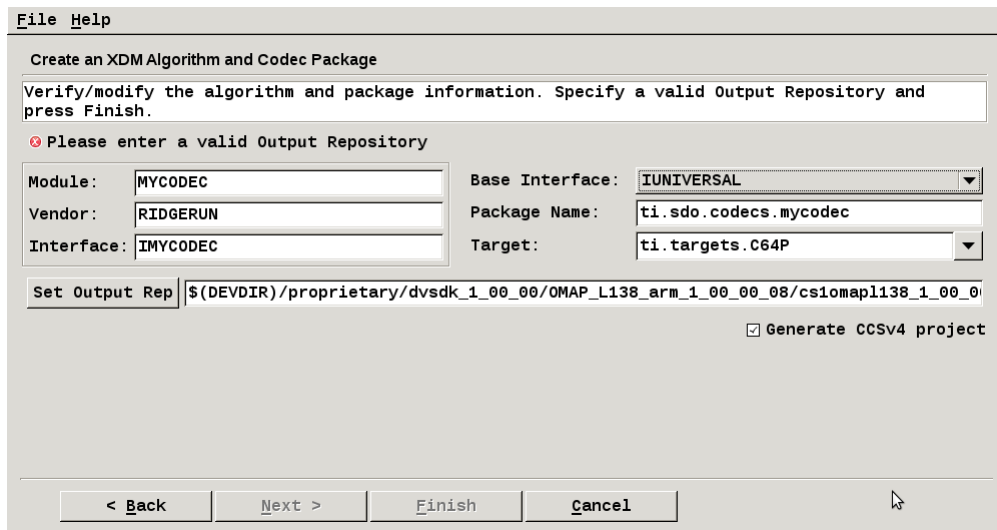 File Help
Create an XDM Algorithm and Codec Package
Verify/modify the algorithm and package information. Specify a valid Output Repository and
press Finish.
Please enter a valid Output Repository
Module: MYCODEC
Vendor: RIDGERUN
Interface: IMYCODEC
Base Interface: IUNIVERSAL
Package Name: ti.sdo.codecs.mycodec
Target: ti.targets.C64P
Set Output Rep $(DEVDIR)/proprietary/dvsdk_1_00_00/OMAP_L138_arm_1_00_00_08/cs1omapl138_1_00_0
Generate CCSv4 project
< Back Next > Finish Cancel